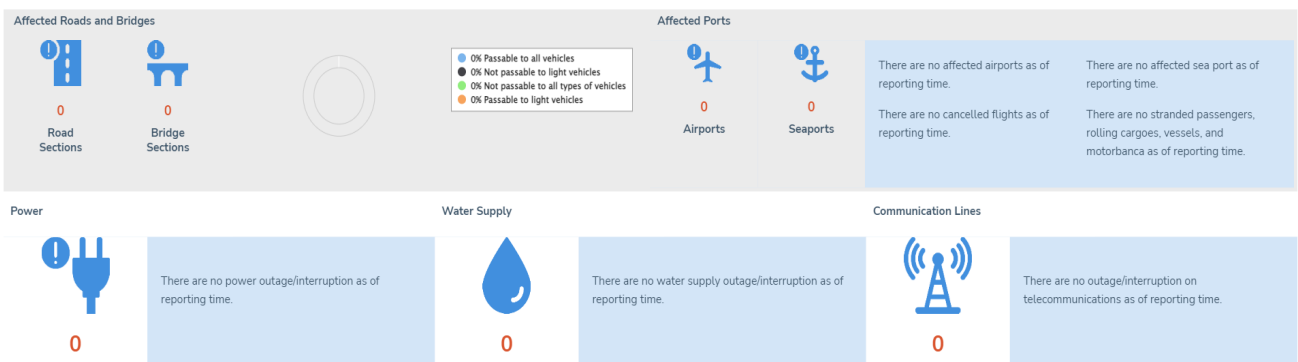 Affected Roads and Bridges
0
Road
Sections
0
Bridge
Sections
0% Passable to all vehicles
0% Not passable to light vehicles
0% Not passable to all types of vehicles
0% Passable to light vehicles
Affected Ports
0
Airports
0
Seaports
There are no affected airports as of
reporting time.
There are no cancelled flights as of
reporting time.
There are no affected sea port as of
reporting time.
There are no stranded passengers,
rolling cargoes, vessels, and
motorbanca as of reporting time.
Power
0
There are no power outage/interruption as of
reporting time.
Water Supply
0
There are no water supply outage/interruption as of
reporting time.
Communication Lines
0
There are no outage/interruption on
telecommunications as of reporting time.